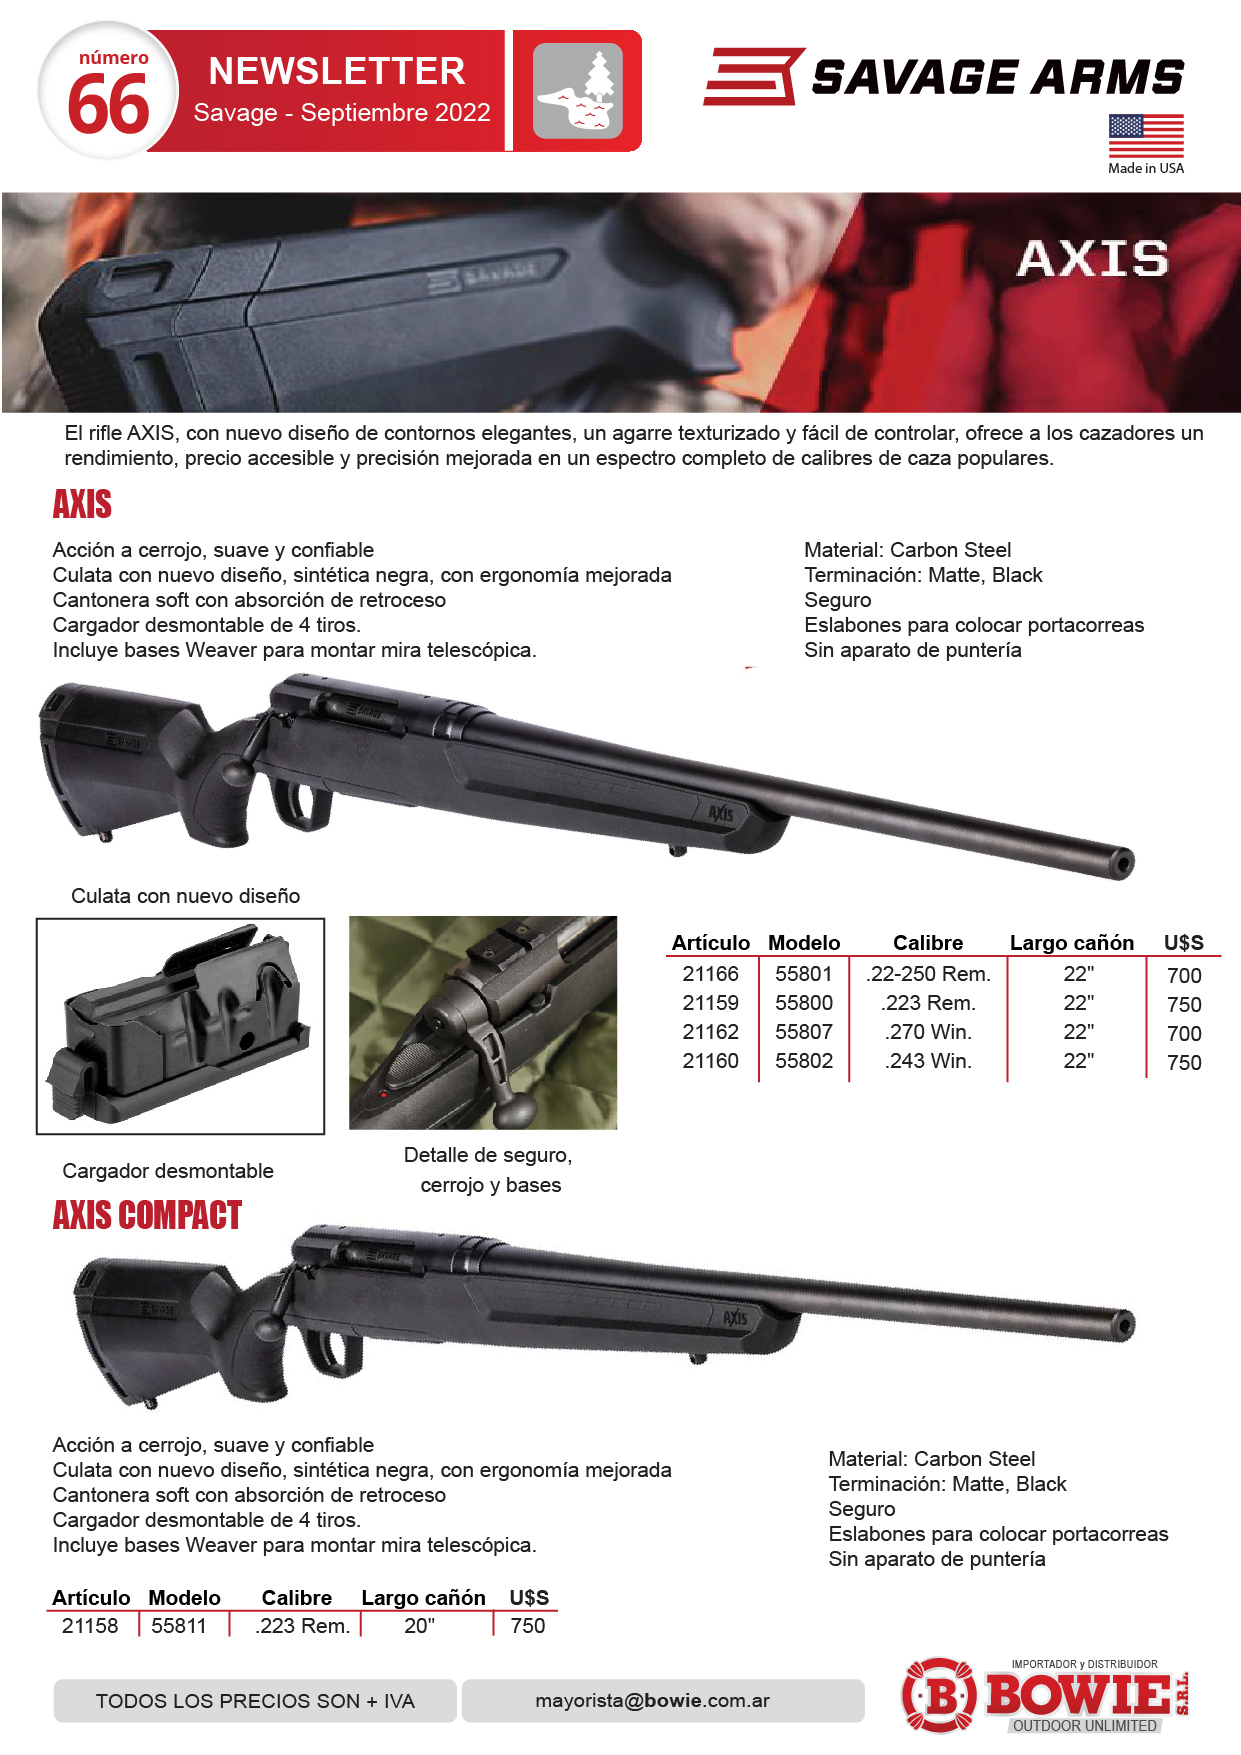 número
66
NEWSLETTER
Savage - Septiembre 2022
SAVAGE ARMS
Made in USA
SAVAGE
AXIS
El rifle AXIS, con nuevo diseño de contornos elegantes, un agarre texturizado y fácil de controlar, ofrece a los cazadores un
rendimiento, precio accesible y precisión mejorada en un espectro completo de calibres de caza populares.
AXIS
Acción a cerrojo, suave y confiable
Culata con nuevo diseño, sintética negra, con ergonomía mejorada
Cantonera soft con absorción de retroceso
Cargador desmontable de 4 tiros.
Incluye bases Weaver para montar mira telescópica.
Material: Carbon Steel
Terminación: Matte, Black
Seguro
Eslabones para colocar portacorreas
Sin aparato de puntería
SAVAGE
SAVAGE
AXIS
Culata con nuevo diseño
Cargador desmontable
Detalle de seguro,
cerrojo y bases
Artículo Modelo Calibre Largo cañón U$S
21166 55801 .22-250 Rem. 22" 700
21159 55800 .223 Rem. 22" 750
21162 55807 .270 Win. 22" 700
21160 55802 .243 Win. 22" 750
AXIS COMPACT
SAVAGE
SAVAGE
AXIS
Acción a cerrojo, suave y confiable
Culata con nuevo diseño, sintética negra, con ergonomía mejorada
Cantonera soft con absorción de retroceso
Cargador desmontable de 4 tiros.
Incluye bases Weaver para montar mira telescópica.
Material: Carbon Steel
Terminación: Matte, Black
Seguro
Eslabones para colocar portacorreas
Sin aparato de puntería
Artículo Modelo Calibre Largo cañón U$S
21158 55811 .223 Rem. 20" 750
TODOS LOS PRECIOS SON + IVA
mayorista@bowie.com.ar
IMPORTADOR y DISTRIBUIDOR
B
BOWIE S.R.L.
OUTDOOR UNLIMITED